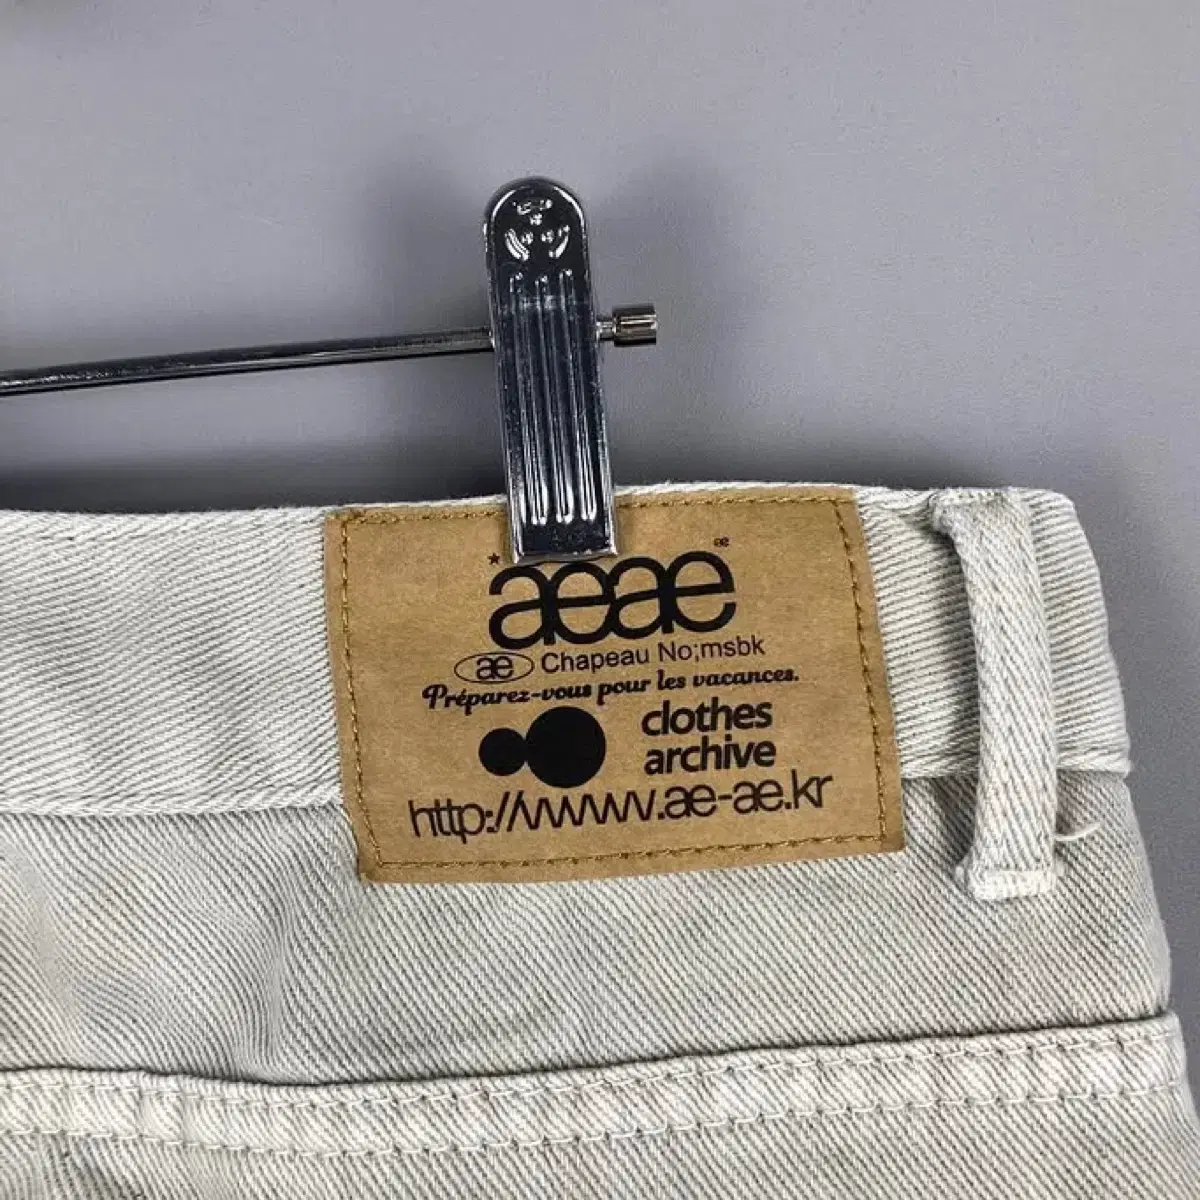 æ
*aeae
ae Chapeau No;msbk
Préparez-vous pour les vacances.
clothes
archive
http://www.ae-ae.kr